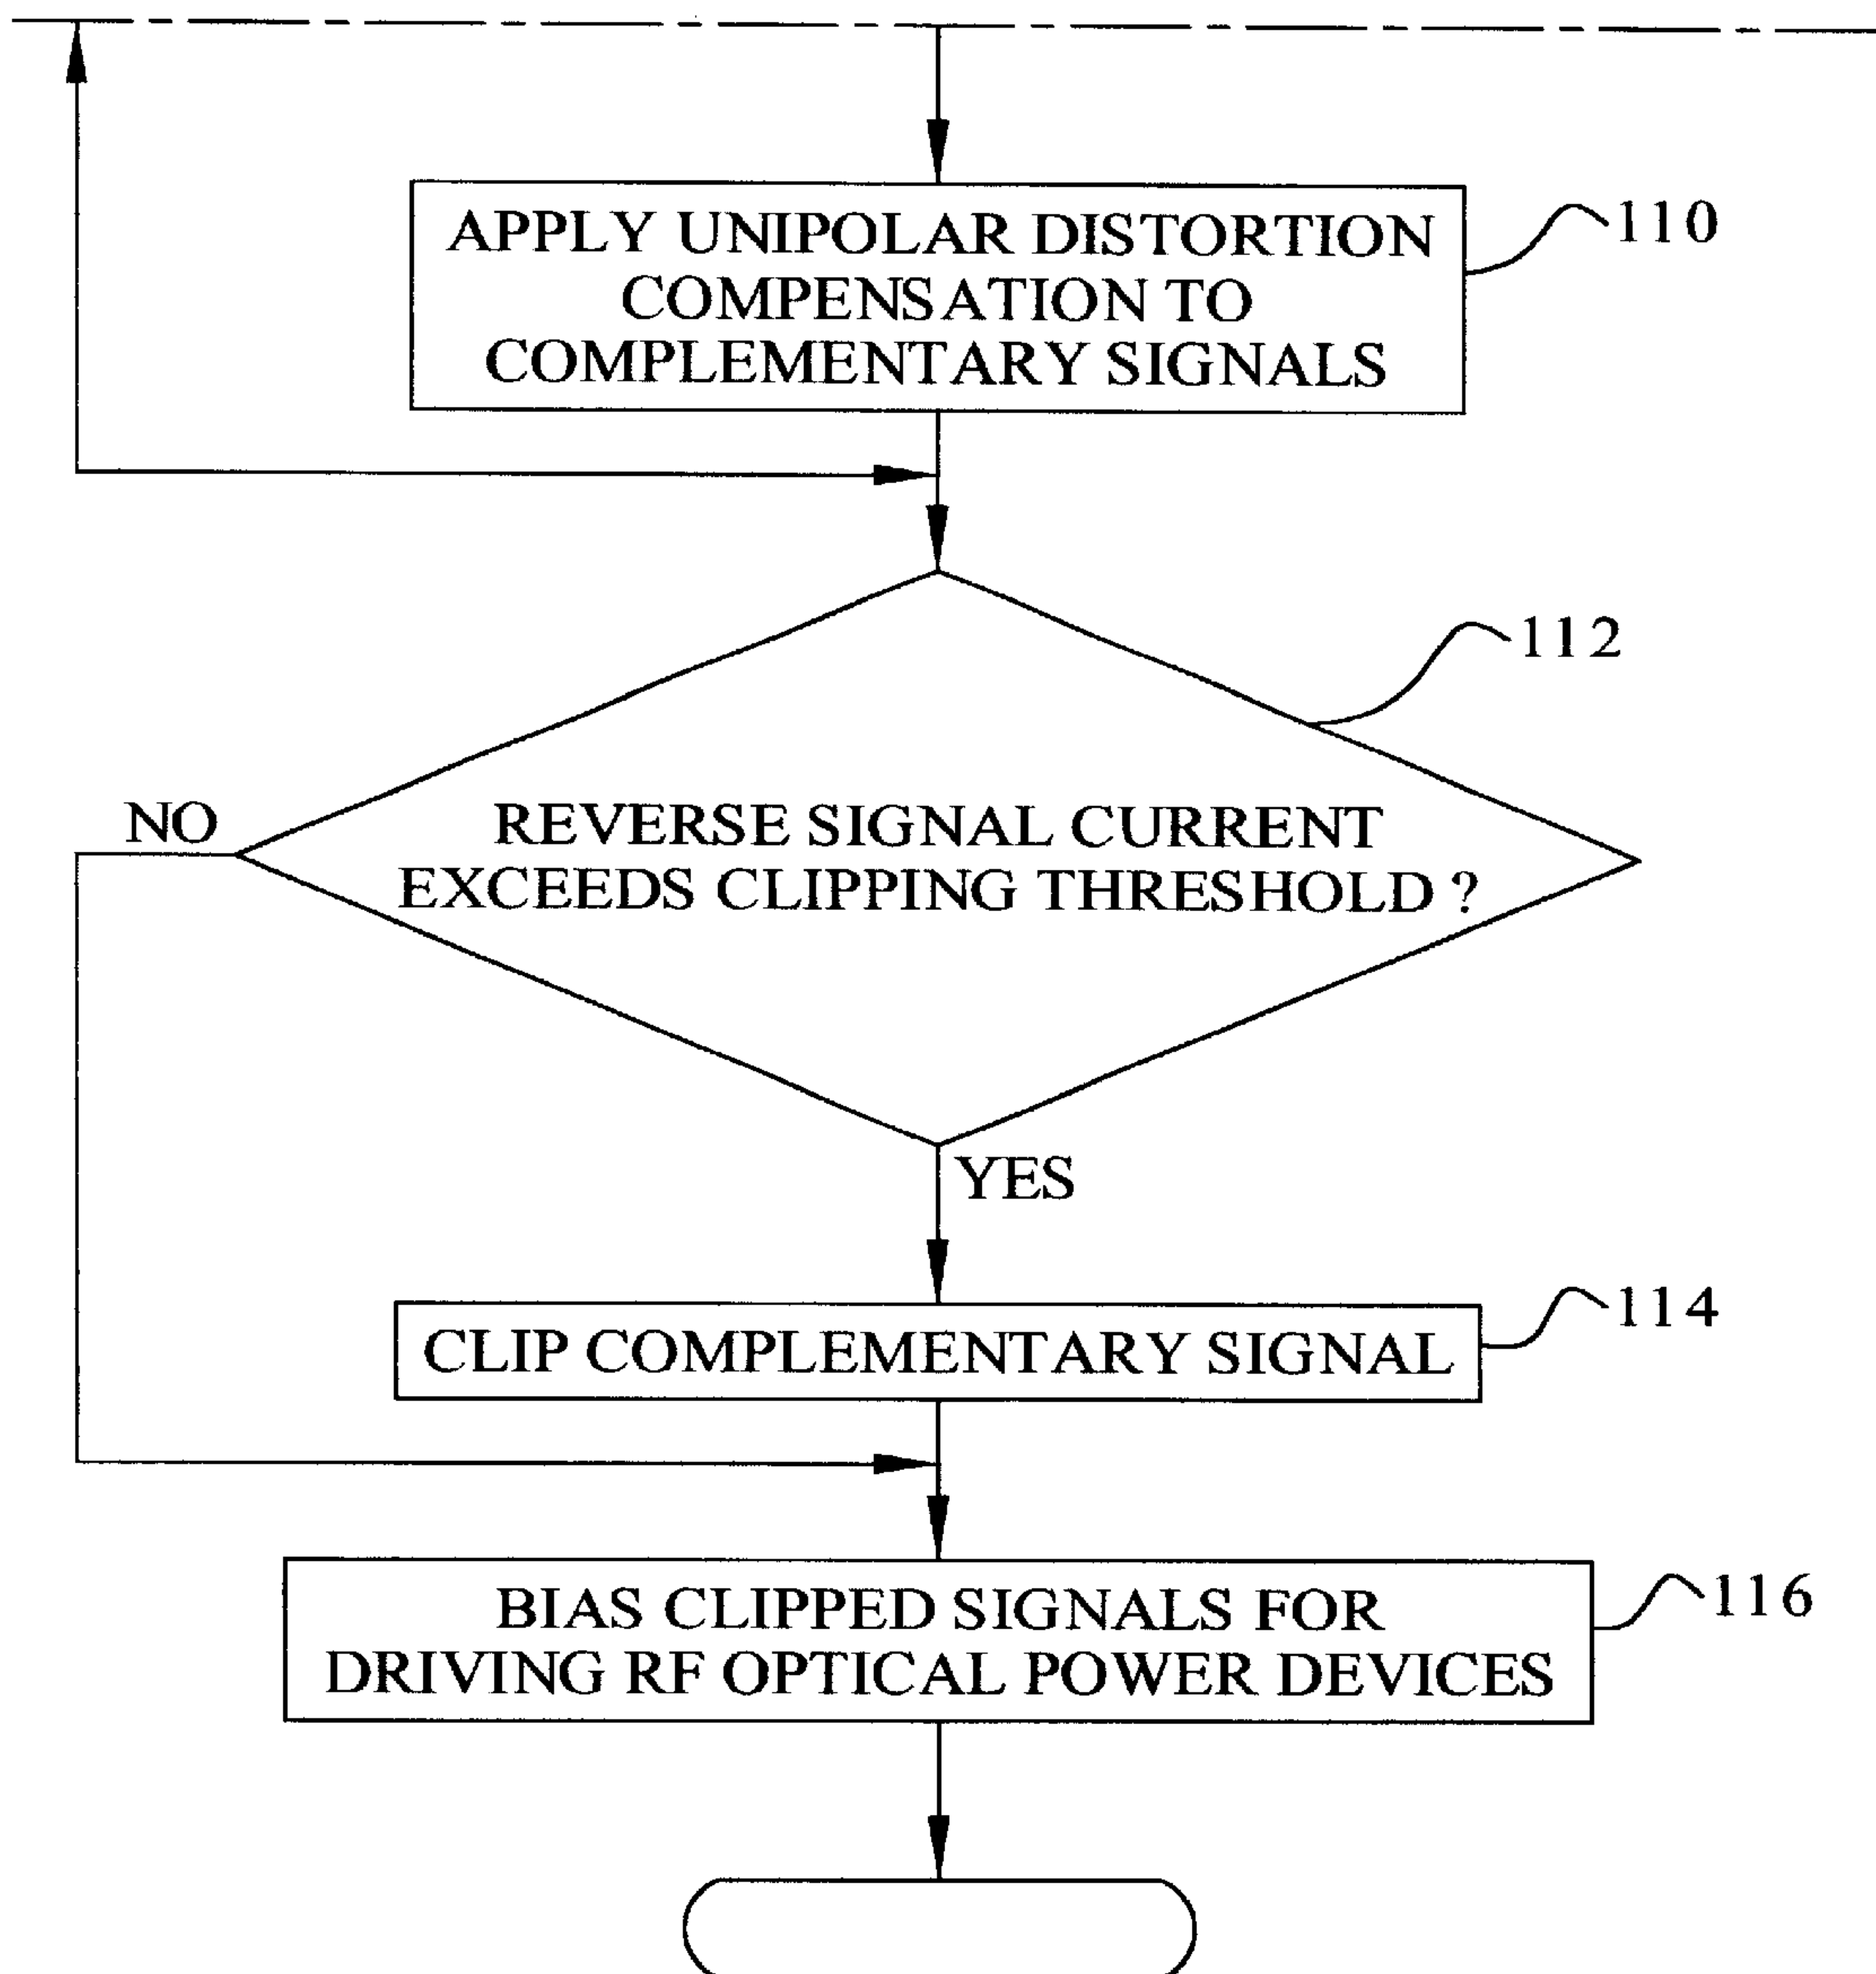 APPLY UNIPOLAR DISTORTION
COMPENSATION TO
COMPLEMENTARY SIGNALS
110
112
NO
REVERSE SIGNAL CURRENT
EXCEEDS CLIPPING THRESHOLD ?
YES
CLIP COMPLEMENTARY SIGNAL
114
BIAS CLIPPED SIGNALS FOR
DRIVING RF OPTICAL POWER DEVICES
116